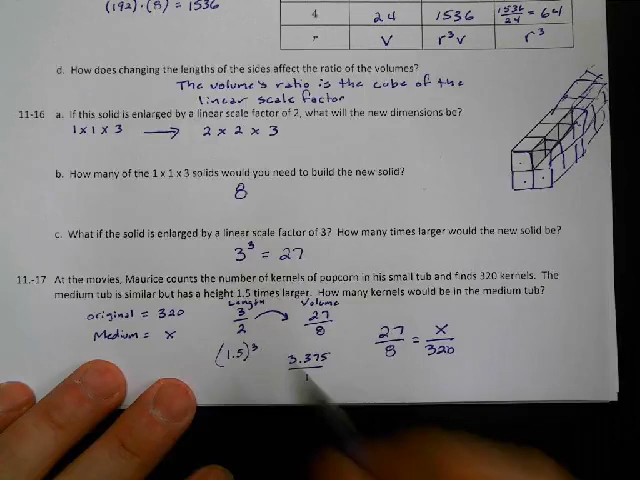 (192) · (8) = 1536
4 24 1536 1536/24 = 64
r V r³v r³
d. How does changing the lengths of the sides affect the ratio of the volumes?
The volume's ratio is the cube of the
linear scale factor
11-16 a. If this solid is enlarged by a linear scale factor of 2, what will the new dimensions be?
1 x 1 x 3 → 2 x 2 x 3
b. How many of the 1 x 1 x 3 solids would you need to build the new solid?
8
c. What if the solid is enlarged by a linear scale factor of 3? How many times larger would the new solid be?
3³ = 27
11.-17 At the movies, Maurice counts the number of kernels of popcorn in his small tub and finds 320 kernels. The
medium tub is similar but has a height 1.5 times larger. How many kernels would be in the medium tub?
Length Volume
original = 320 3/2 27/8 27/8 = x/320
Medium = x
(1.5)³ 3.375/1